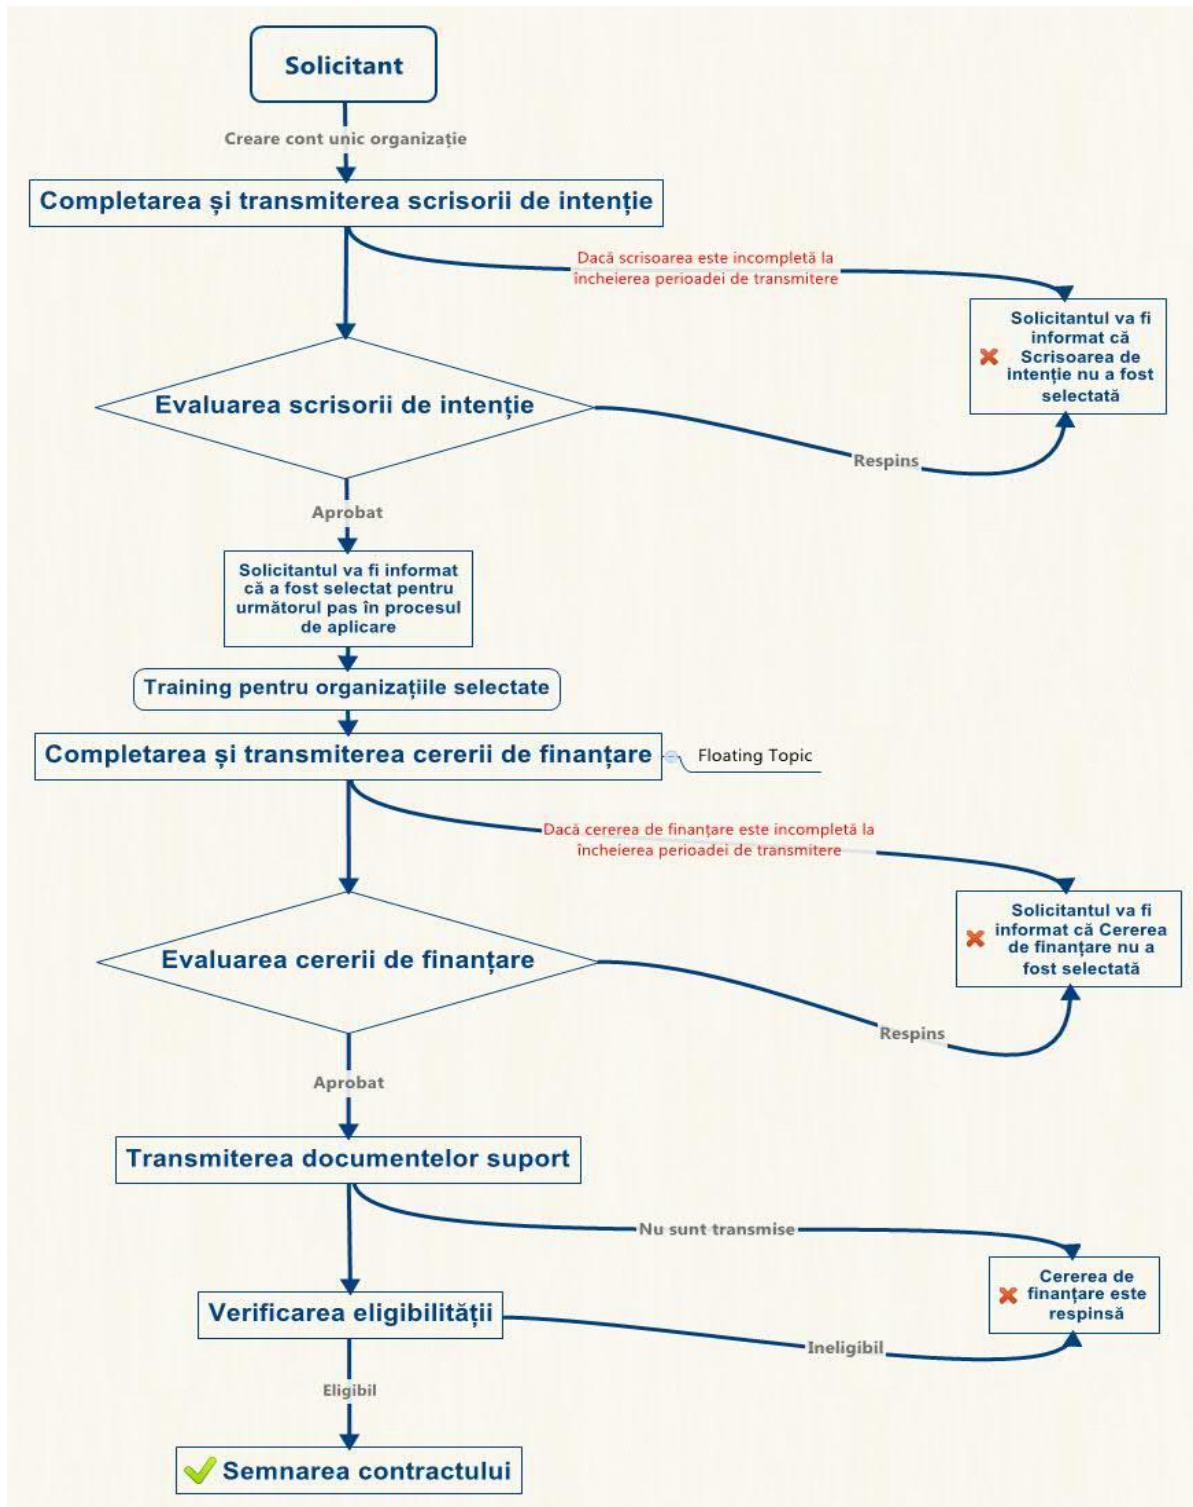 Solicitant
Creare cont unic organizație
Completarea și transmiterea scrisorii de intenție
Dacă scrisoarea este incompletă la
încheierea perioadei de transmitere
Solicitantul va fi
informat că
Scrisoarea de
intenție nu a fost
selectată
Evaluarea scrisorii de intenție
Respins
Aprobat
Solicitantul va fi informat
că a fost selectat pentru
următorul pas în procesul
de aplicare
Training pentru organizațiile selectate
Completarea și transmiterea cererii de finanțare
Floating Topic
Dacă cererea de finanțare este incompletă la
încheierea perioadei de transmitere
Solicitantul va fi
informat că Cererea
de finanțare nu a
fost selectată
Evaluarea cererii de finanțare
Respins
Aprobat
Transmiterea documentelor suport
Nu sunt transmise
Cererea de
finanțare este
respinsă
Verificarea eligibilității
Ineligibil
Eligibil
Semnarea contractului